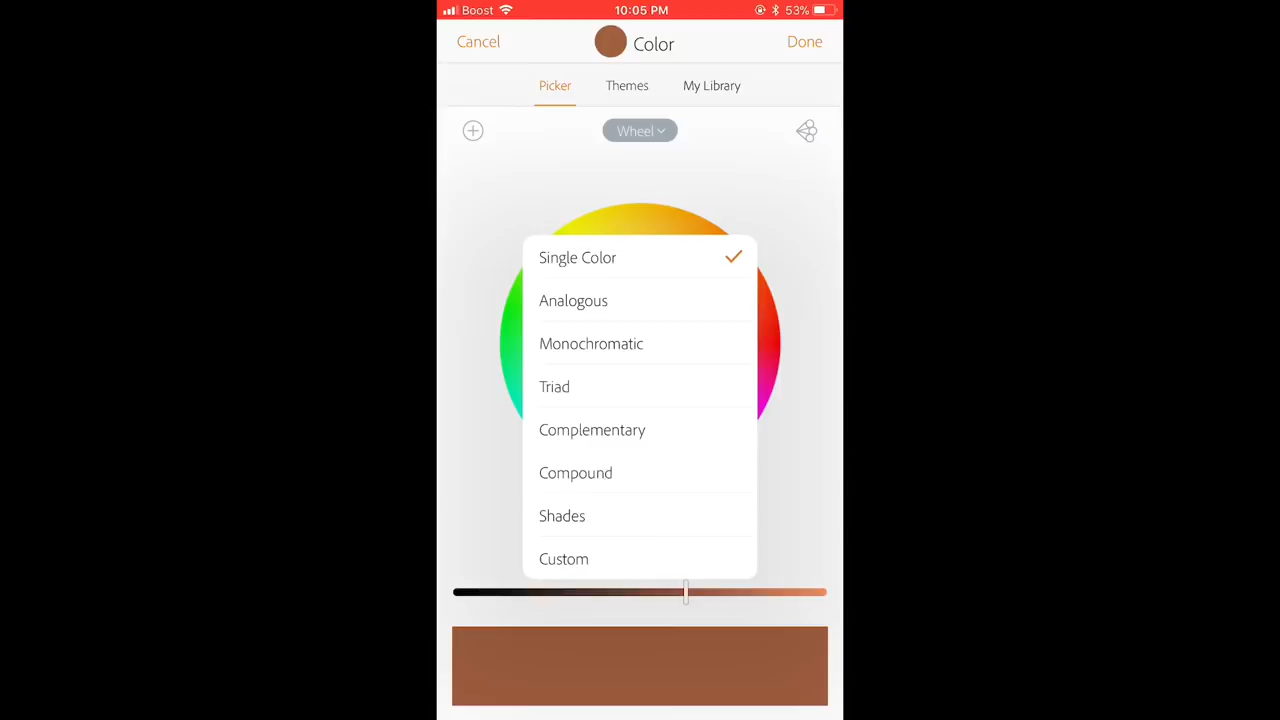 Boost 10:05 PM 53%
Cancel Color Done
Picker Themes My Library
Wheel
Single Color
Analogous
Monochromatic
Triad
Complementary
Compound
Shades
Custom